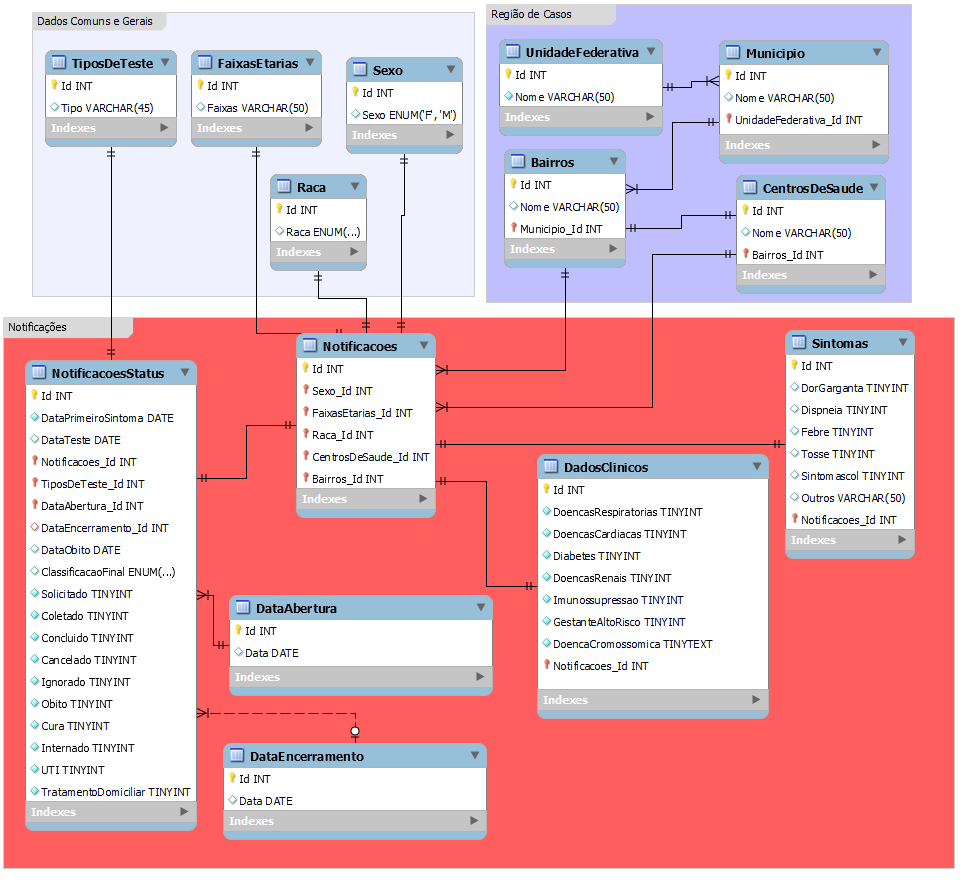 Dados Comuns e Gerais
TiposDeTeste
Id INT
Tipo VARCHAR(45)
Indexes
FaixasEtarias
Id INT
Faixas VARCHAR(50)
Indexes
Sexo
Id INT
Sexo ENUM('F', 'M')
Indexes
Raca
Id INT
Raca ENUM(...)
Indexes
Região de Casos
UnidadeFederativa
Id INT
Nome VARCHAR(50)
Indexes
Municipio
Id INT
Nome VARCHAR(50)
UnidadeFederativa_Id INT
Indexes
Bairros
Id INT
Nome VARCHAR(50)
Municipio_Id INT
Indexes
CentrosDeSaude
Id INT
Nome VARCHAR(50)
Bairros_Id INT
Indexes
Notificações
NotificacoesStatus
Id INT
DataPrimeiroSintoma DATE
DataTeste DATE
Notificacoes_Id INT
TiposDeTeste_Id INT
DataAbertura_Id INT
DataEncerramento_Id INT
DataObito DATE
ClassificacaoFinal ENUM(...)
Solicitado TINYINT
Coletado TINYINT
Concluido TINYINT
Cancelado TINYINT
Ignorado TINYINT
Obito TINYINT
Cura TINYINT
Internado TINYINT
UTI TINYINT
TratamentoDomiciliar TINYINT
Indexes
Notificacoes
Id INT
Sexo_Id INT
FaixasEtarias_Id INT
Raca_Id INT
CentrosDeSaude_Id INT
Bairros_Id INT
Indexes
DataAbertura
Id INT
Data DATE
Indexes
DataEncerramento
Id INT
Data DATE
Indexes
DadosClinicos
Id INT
DoencasRespiratorias TINYINT
DoencasCardiacas TINYINT
Diabetes TINYINT
DoencasRenais TINYINT
Imunossupressao TINYINT
GestanteAltoRisco TINYINT
DoencaCromossomica TINYTEXT
Notificacoes_Id INT
Indexes
Sintomas
Id INT
DorGarganta TINYINT
Dispneia TINYINT
Febre TINYINT
Tosse TINYINT
Sintomascol TINYINT
Outros VARCHAR(50)
Notificacoes_Id INT
Indexes